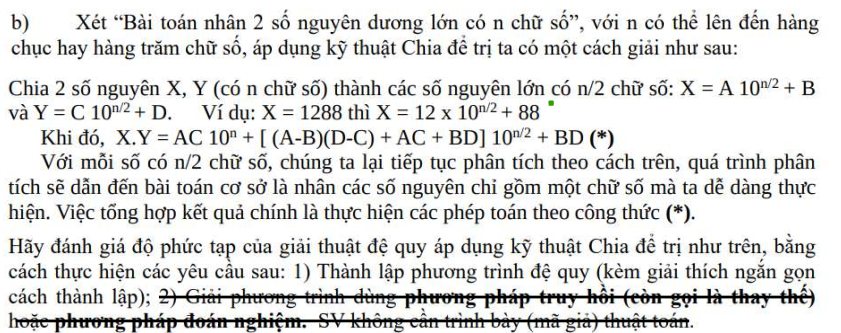 b) Xét “Bài toán nhân 2 số nguyên dương lớn có n chữ số”, với n có thể lên đến hàng
chục hay hàng trăm chữ số, áp dụng kỹ thuật Chia để trị ta có một cách giải như sau:
Chia 2 số nguyên X, Y (có n chữ số) thành các số nguyên lớn có n/2 chữ số: X = A 10^{n/2} + B
và Y = C 10^{n/2} + D. Ví dụ: X = 1288 thì X = 12 x 10^{n/2} + 88
Khi đó, X.Y = AC 10^n + [ (A-B)(D-C) + AC + BD] 10^{n/2} + BD (*)
Với mỗi số có n/2 chữ số, chúng ta lại tiếp tục phân tích theo cách trên, quá trình phân
tích sẽ dẫn đến bài toán cơ sở là nhân các số nguyên chỉ gồm một chữ số mà ta dễ dàng thực
hiện. Việc tổng hợp kết quả chính là thực hiện các phép toán theo công thức (*).
Hãy đánh giá độ phức tạp của giải thuật đệ quy áp dụng kỹ thuật Chia để trị như trên, bằng
cách thực hiện các yêu cầu sau: 1) Thành lập phương trình đệ quy (kèm giải thích ngắn gọn
cách thành lập); 2) Giải phương trình dùng phương pháp truy hồi (còn gọi là thay thế)
hoặc phương pháp đoán nghiệm. SV không cần trình bày (mã giả) thuật toán.